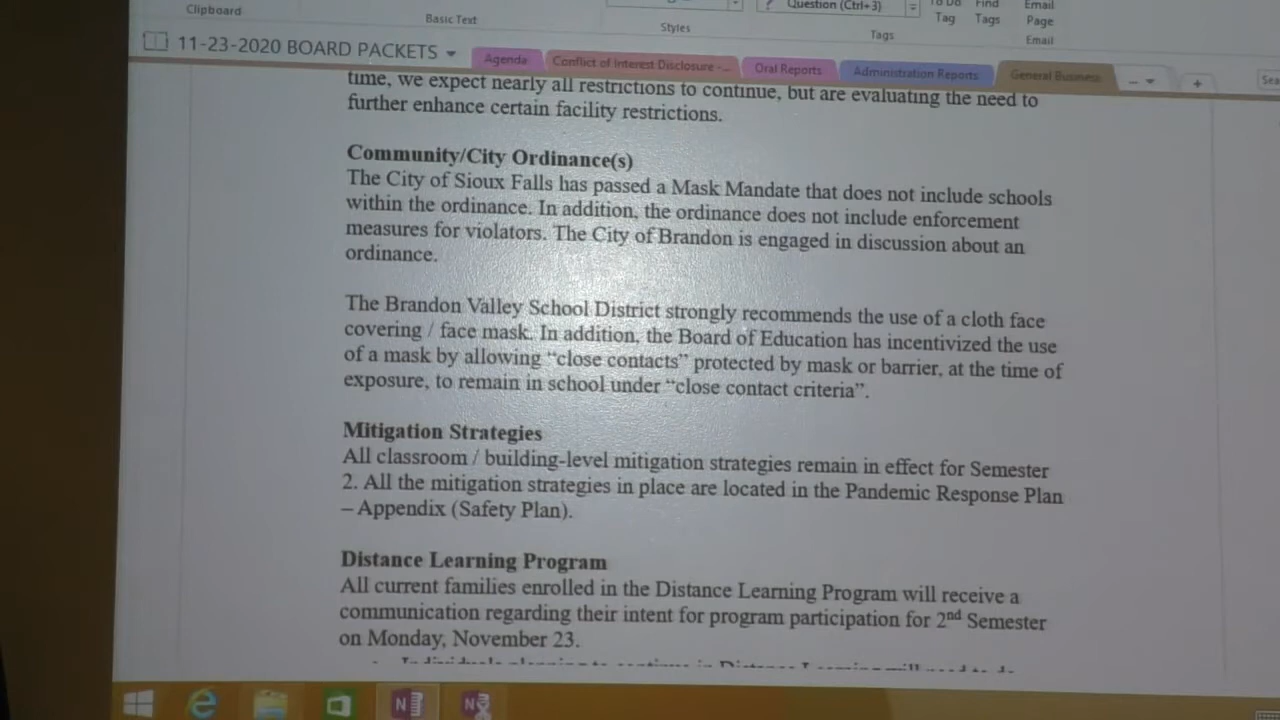 Clipboard
Basic Text
Styles
Question (Ctrl+3)
To Do
Tag
Find
Tags
Tags
Email
Page
Email
11-23-2020 BOARD PACKETS
Agenda
Conflict of Interest Disclosure -...
Oral Reports
Administration Reports
General Business
+
Sea
time, we expect nearly all restrictions to continue, but are evaluating the need to
further enhance certain facility restrictions.
Community/City Ordinance(s)
The City of Sioux Falls has passed a Mask Mandate that does not include schools
within the ordinance. In addition, the ordinance does not include enforcement
measures for violators. The City of Brandon is engaged in discussion about an
ordinance.
The Brandon Valley School District strongly recommends the use of a cloth face
covering / face mask. In addition, the Board of Education has incentivized the use
of a mask by allowing “close contacts” protected by mask or barrier, at the time of
exposure, to remain in school under “close contact criteria”.
Mitigation Strategies
All classroom / building-level mitigation strategies remain in effect for Semester
2. All the mitigation strategies in place are located in the Pandemic Response Plan
– Appendix (Safety Plan).
Distance Learning Program
All current families enrolled in the Distance Learning Program will receive a
communication regarding their intent for program participation for 2nd Semester
on Monday, November 23.